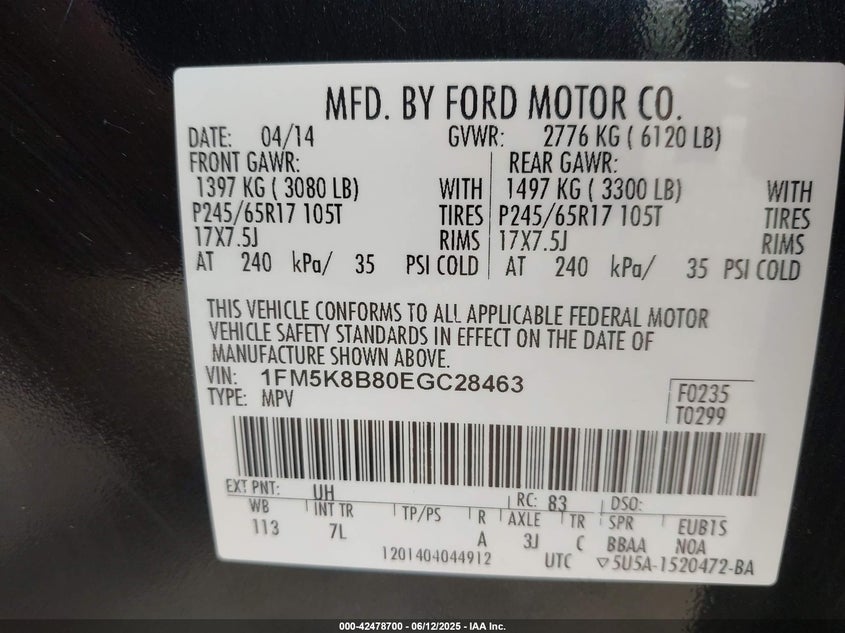 MFD. BY FORD MOTOR CO.
DATE: 04/14 GVWR: 2776 KG ( 6120 LB)
FRONT GAWR: REAR GAWR:
1397 KG ( 3080 LB) WITH 1497 KG ( 3300 LB) WITH
P245/65R17 105T TIRES P245/65R17 105T TIRES
17X7.5J RIMS 17X7.5J RIMS
AT 240 kPa/ 35 PSI COLD AT 240 kPa/ 35 PSI COLD
THIS VEHICLE CONFORMS TO ALL APPLICABLE FEDERAL MOTOR
VEHICLE SAFETY STANDARDS IN EFFECT ON THE DATE OF
MANUFACTURE SHOWN ABOVE.
VIN: 1FM5K8B80EGC28463
TYPE: MPV
F0235
T0299
EXT PNT: UH RC: 83 DSO:
WB INT TR TP/PS R AXLE TR SPR EUB1S
113 7L A 3J C BBAA NOA
1201404044912 UTC ▽5U5A-1520472-BA
000-42478700 - 06/12/2025 - IAA Inc.